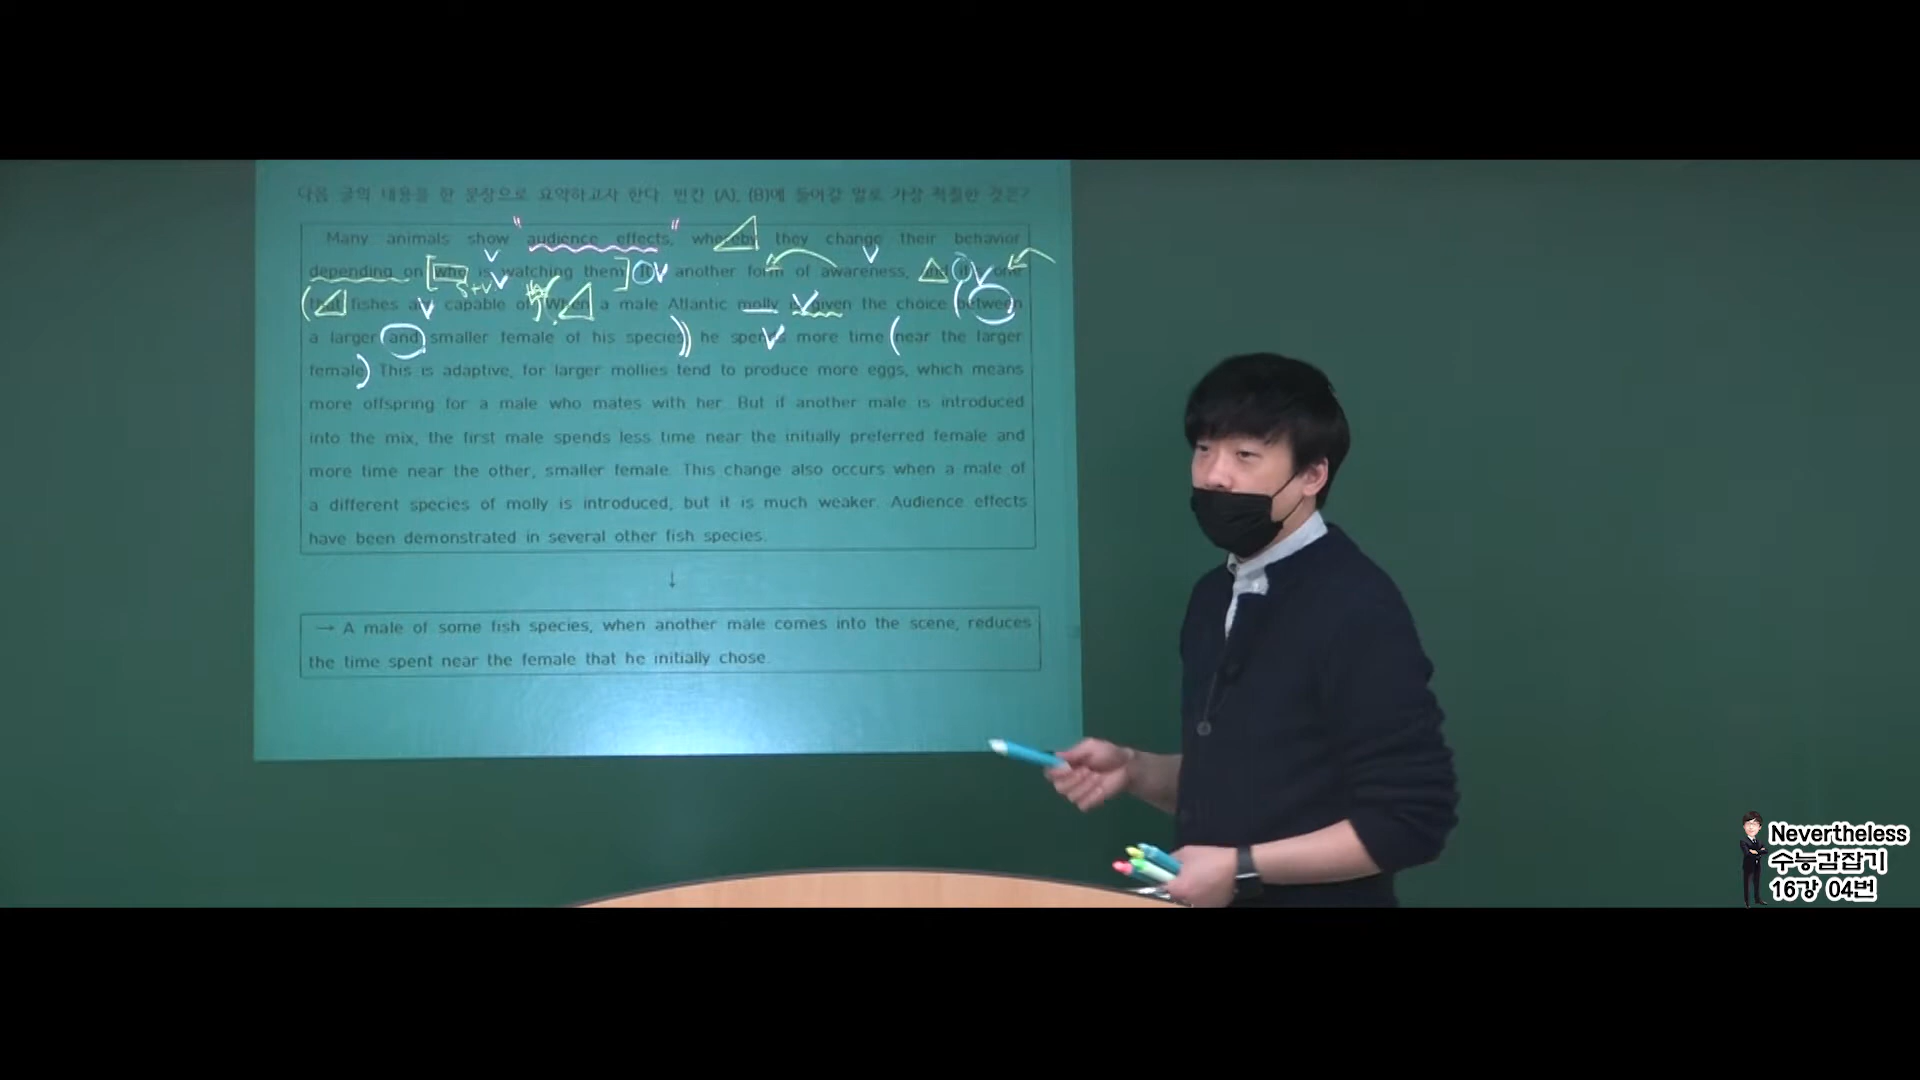 다음 글의 내용을 한 문장으로 요약하고자 한다 빈칸 (A), (B)에 들어갈 말로 가장 적절한 것은?
" "
Many animals show audience effects, whereby they change their behavior
depending on who is watching them. It's another form of awareness, and it's one
that fishes are capable of. When a male Atlantic molly is given the choice between
a larger and smaller female of his species, he spends more time near the larger
female. This is adaptive, for larger mollies tend to produce more eggs, which means
more offspring for a male who mates with her. But if another male is introduced
into the mix, the first male spends less time near the initially preferred female and
more time near the other, smaller female. This change also occurs when a male of
a different species of molly is introduced, but it is much weaker. Audience effects
have been demonstrated in several other fish species.
↓
→ A male of some fish species, when another male comes into the scene, reduces
the time spent near the female that he initially chose.
Nevertheless
수능감잡기
16강 04번